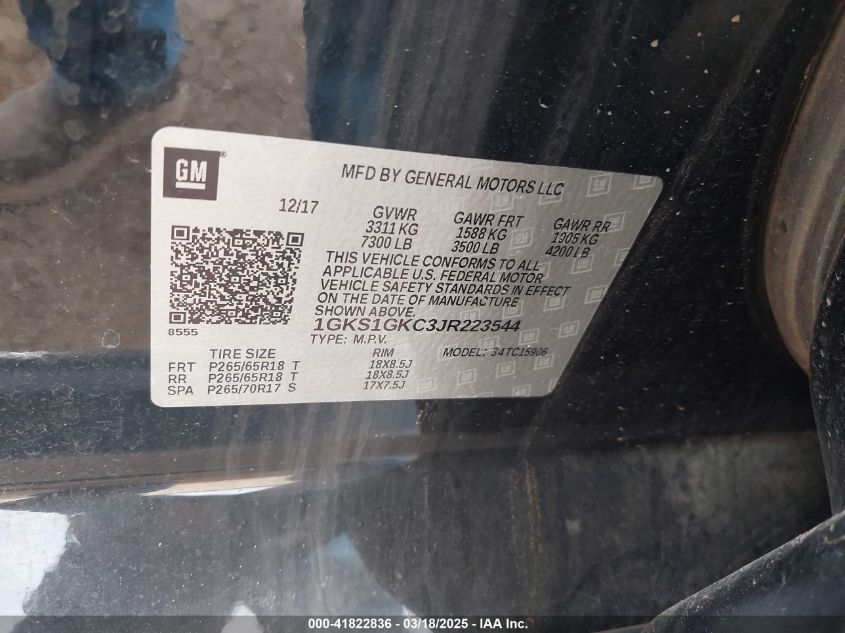 GM
®
MFD BY GENERAL MOTORS LLC
12/17 GVWR GAWR FRT GAWR RR
3311 KG 1588 KG 1905 KG
7300 LB 3500 LB 4200 LB
THIS VEHICLE CONFORMS TO ALL
APPLICABLE U.S. FEDERAL MOTOR
VEHICLE SAFETY STANDARDS IN EFFECT
ON THE DATE OF MANUFACTURE
SHOWN ABOVE.
8555
1GKS1GKC3JR223544
TYPE: M.P.V. MODEL: 34TC15906
TIRE SIZE RIM
FRT P265/65R18 T 18X8.5J
RR P265/65R18 T 18X8.5J
SPA P265/70R17 S 17X7.5J
000-41822836 - 03/18/2025 - IAA Inc.